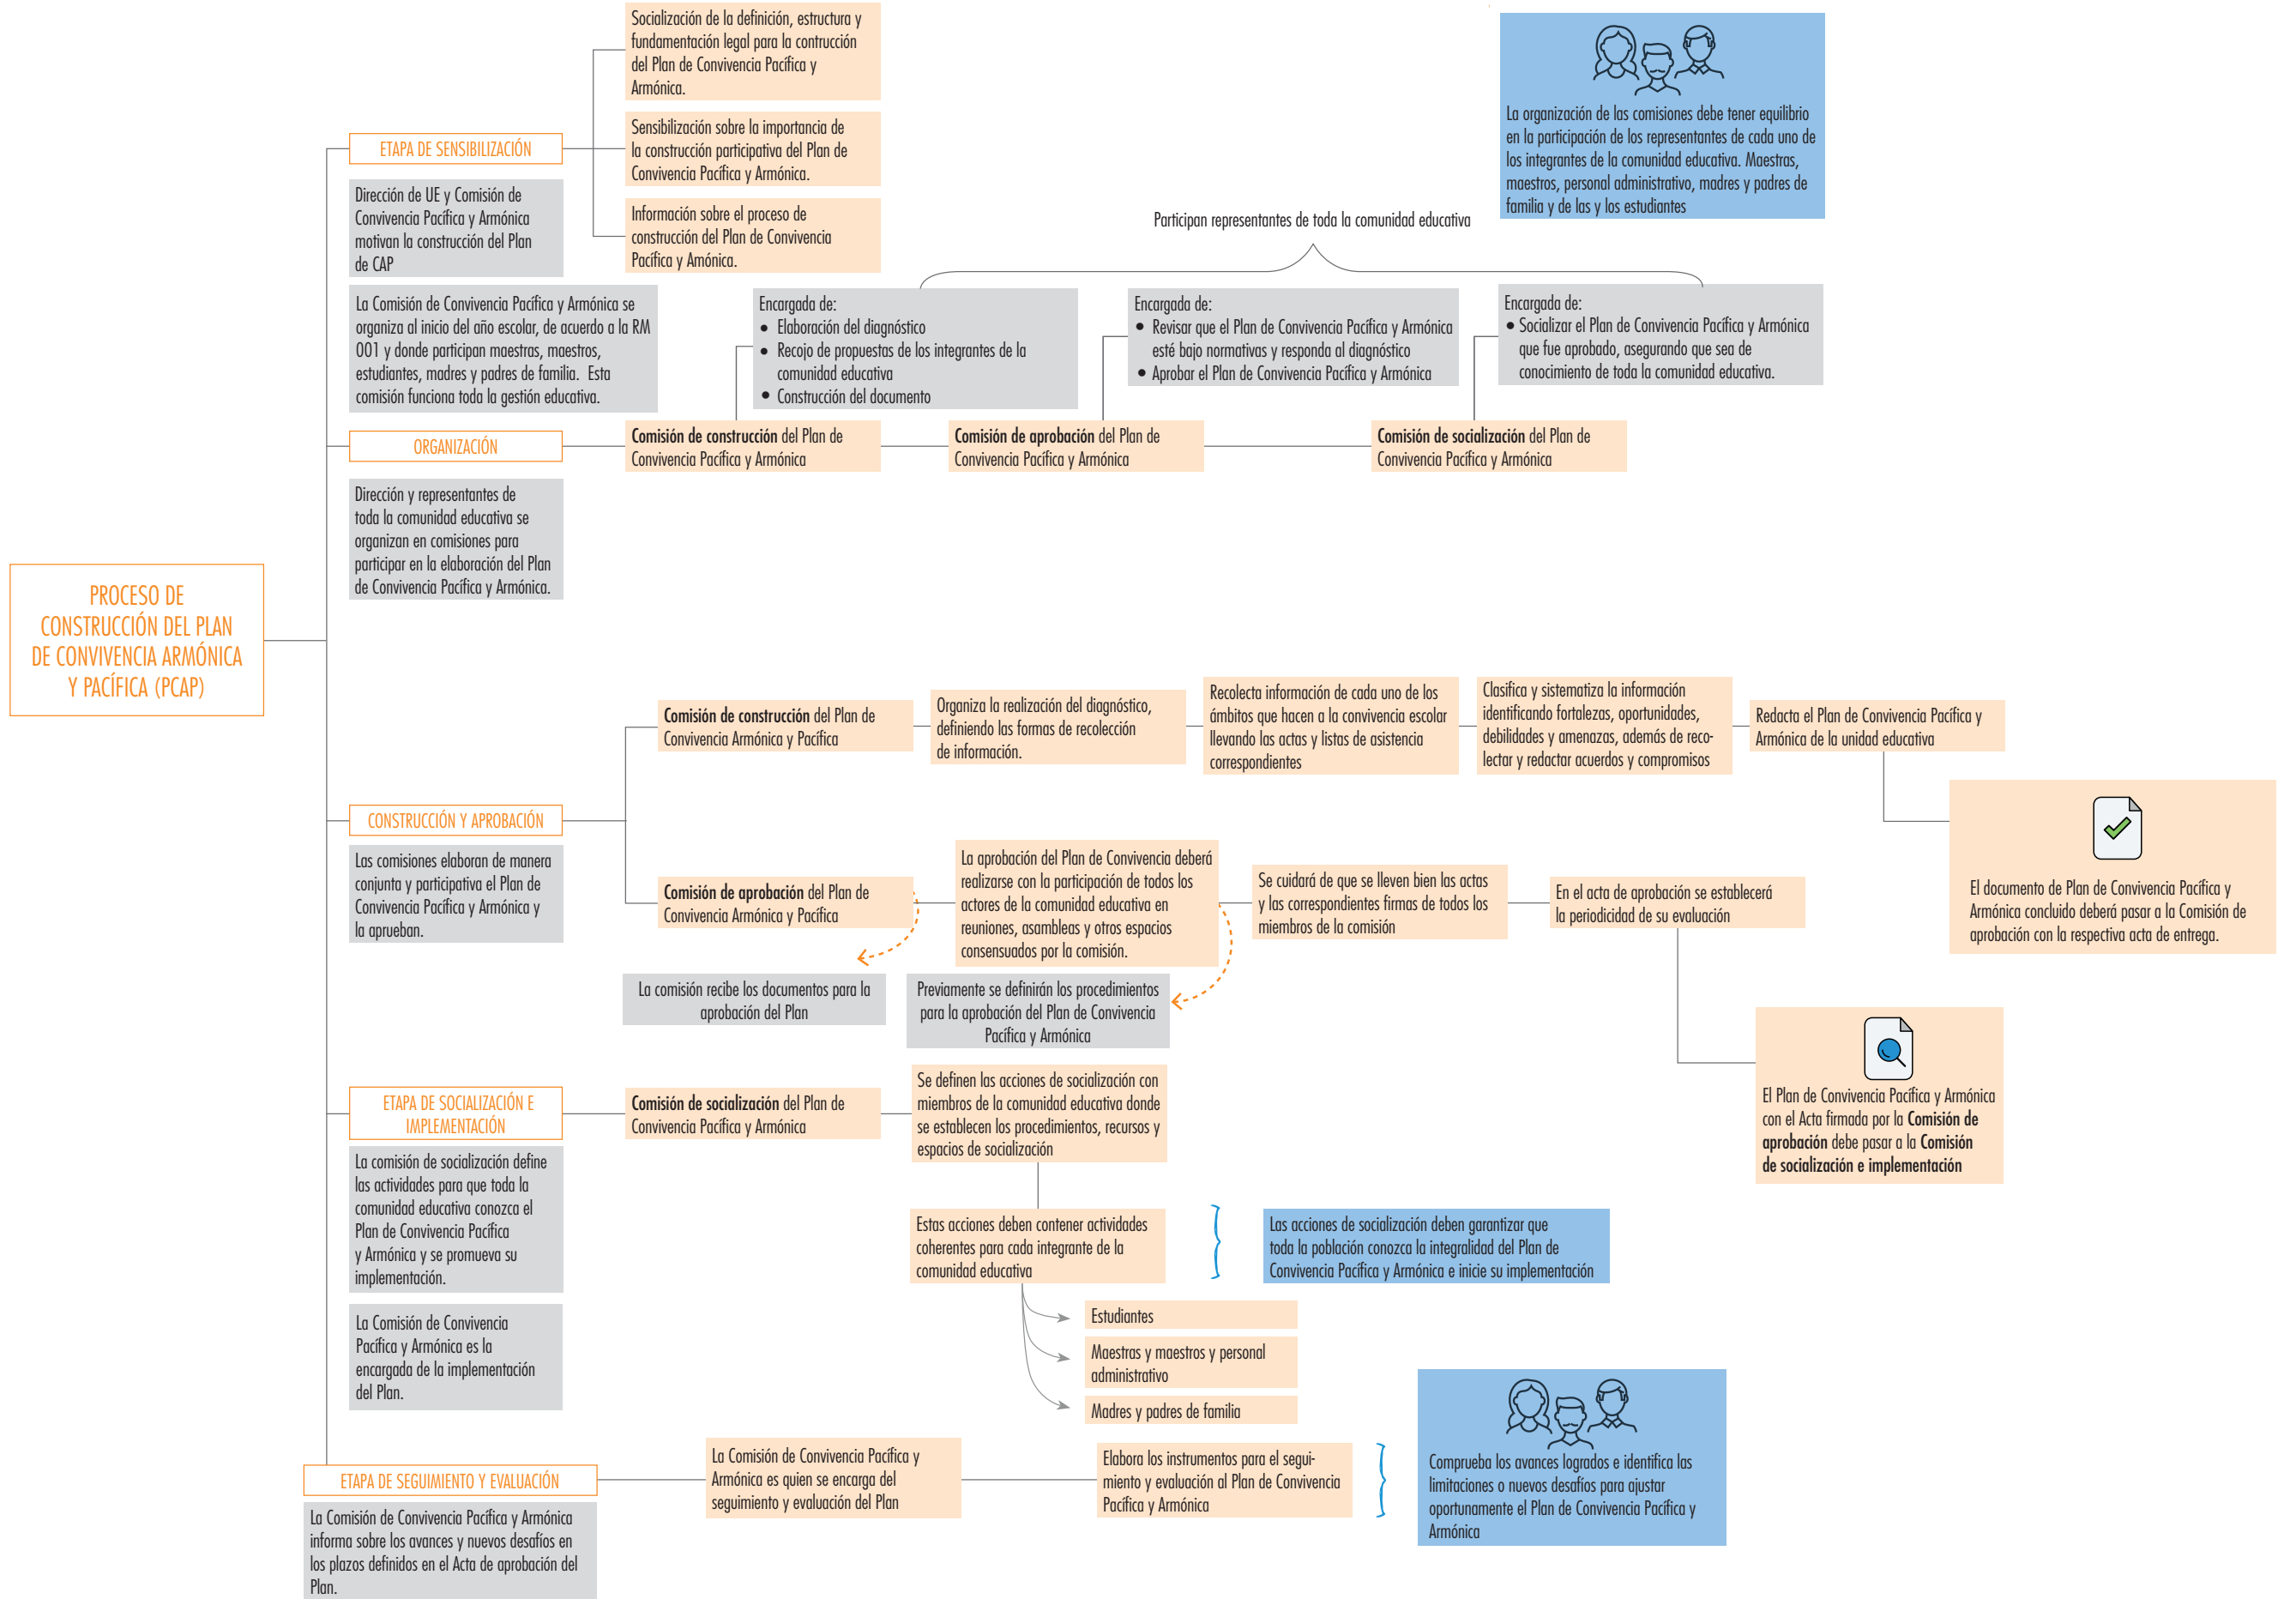 PROCESO DE
CONSTRUCCIÓN DEL PLAN
DE CONVIVENCIA ARMÓNICA
Y PACÍFICA (PCAP)
ETAPA DE SENSIBILIZACIÓN
Dirección de UE y Comisión de
Convivencia Pacífica y Armónica
motivan la construcción del Plan
de CAP
Socialización de la definición, estructura y
fundamentación legal para la contrucción
del Plan de Convivencia Pacífica y
Armónica.
Sensibilización sobre la importancia de
la construcción participativa del Plan de
Convivencia Pacífica y Armónica.
Información sobre el proceso de
construcción del Plan de Convivencia
Pacífica y Amónica.
La organización de las comisiones debe tener equilibrio
en la participación de los representantes de cada uno de
los integrantes de la comunidad educativa. Maestras,
maestros, personal administrativo, madres y padres de
familia y de las y los estudiantes
Participan representantes de toda la comunidad educativa
La Comisión de Convivencia Pacífica y Armónica se
organiza al inicio del año escolar, de acuerdo a la RM
001 y donde participan maestras, maestros,
estudiantes, madres y padres de familia. Esta
comisión funciona toda la gestión educativa.
Encargada de:
• Elaboración del diagnóstico
• Recojo de propuestas de los integrantes de la
comunidad educativa
• Construcción del documento
Encargada de:
• Revisar que el Plan de Convivencia Pacífica y Armónica
esté bajo normativas y responda al diagnóstico
• Aprobar el Plan de Convivencia Pacífica y Armónica
Encargada de:
• Socializar el Plan de Convivencia Pacífica y Armónica
que fue aprobado, asegurando que sea de
conocimiento de toda la comunidad educativa.
ORGANIZACIÓN
Comisión de construcción del Plan de
Convivencia Pacífica y Armónica
Comisión de aprobación del Plan de
Convivencia Pacífica y Armónica
Comisión de socialización del Plan de
Convivencia Pacífica y Armónica
Dirección y representantes de
toda la comunidad educativa se
organizan en comisiones para
participar en la elaboración del Plan
de Convivencia Pacífica y Armónica.
CONSTRUCCIÓN Y APROBACIÓN
Las comisiones elaboran de manera
conjunta y participativa el Plan de
Convivencia Pacífica y Armónica y
la aprueban.
Comisión de construcción del Plan de
Convivencia Armónica y Pacífica
Organiza la realización del diagnóstico,
definiendo las formas de recolección
de información.
Recolecta información de cada uno de los
ámbitos que hacen a la convivencia escolar
llevando las actas y listas de asistencia
correspondientes
Clasifica y sistematiza la información
identificando fortalezas, oportunidades,
debilidades y amenazas, además de reco-
lectar y redactar acuerdos y compromisos
Redacta el Plan de Convivencia Pacífica y
Armónica de la unidad educativa
El documento de Plan de Convivencia Pacífica y
Armónica concluido deberá pasar a la Comisión de
aprobación con la respectiva acta de entrega.
Comisión de aprobación del Plan de
Convivencia Armónica y Pacífica
La comisión recibe los documentos para la
aprobación del Plan
La aprobación del Plan de Convivencia deberá
realizarse con la participación de todos los
actores de la comunidad educativa en
reuniones, asambleas y otros espacios
consensuados por la comisión.
Previamente se definirán los procedimientos
para la aprobación del Plan de Convivencia
Pacífica y Armónica
Se cuidará de que se lleven bien las actas
y las correspondientes firmas de todos los
miembros de la comisión
En el acta de aprobación se establecerá
la periodicidad de su evaluación
El Plan de Convivencia Pacífica y Armónica
con el Acta firmada por la Comisión de
aprobación debe pasar a la Comisión
de socialización e implementación
ETAPA DE SOCIALIZACIÓN E
IMPLEMENTACIÓN
La comisión de socialización define
las actividades para que toda la
comunidad educativa conozca el
Plan de Convivencia Pacífica
y Armónica y se promueva su
implementación.
La Comisión de Convivencia
Pacífica y Armónica es la
encargada de la implementación
del Plan.
Comisión de socialización del Plan de
Convivencia Pacífica y Armónica
Se definen las acciones de socialización con
miembros de la comunidad educativa donde
se establecen los procedimientos, recursos y
espacios de socialización
Estas acciones deben contener actividades
coherentes para cada integrante de la
comunidad educativa
Las acciones de socialización deben garantizar que
toda la población conozca la integralidad del Plan de
Convivencia Pacífica y Armónica e inicie su implementación
Estudiantes
Maestras y maestros y personal
administrativo
Madres y padres de familia
ETAPA DE SEGUIMIENTO Y EVALUACIÓN
La Comisión de Convivencia Pacífica y Armónica
informa sobre los avances y nuevos desafíos en
los plazos definidos en el Acta de aprobación del
Plan.
La Comisión de Convivencia Pacífica y
Armónica es quien se encarga del
seguimiento y evaluación del Plan
Elabora los instrumentos para el segui-
miento y evaluación al Plan de Convivencia
Pacífica y Armónica
Comprueba los avances logrados e identifica las
limitaciones o nuevos desafíos para ajustar
oportunamente el Plan de Convivencia Pacífica y
Armónica